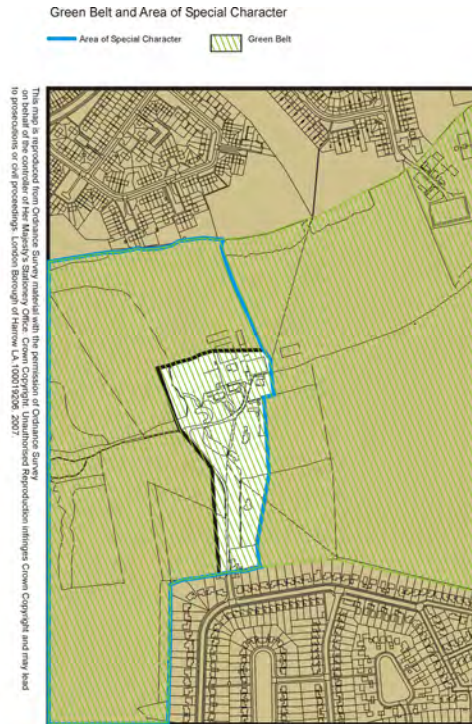 Green Belt and Area of Special Character
Area of Special Character
Green Belt
This map is reproduced from Ordnance Survey material with the permission of Ordnance Survey
on behalf of the controller of Her Majesty's Stationery Office. Crown Copyright. Unauthorised Reproduction infringes Crown Copyright and may lead
to prosecutions or civil proceedings. London Borough of Harrow LA.100019206. 2007.